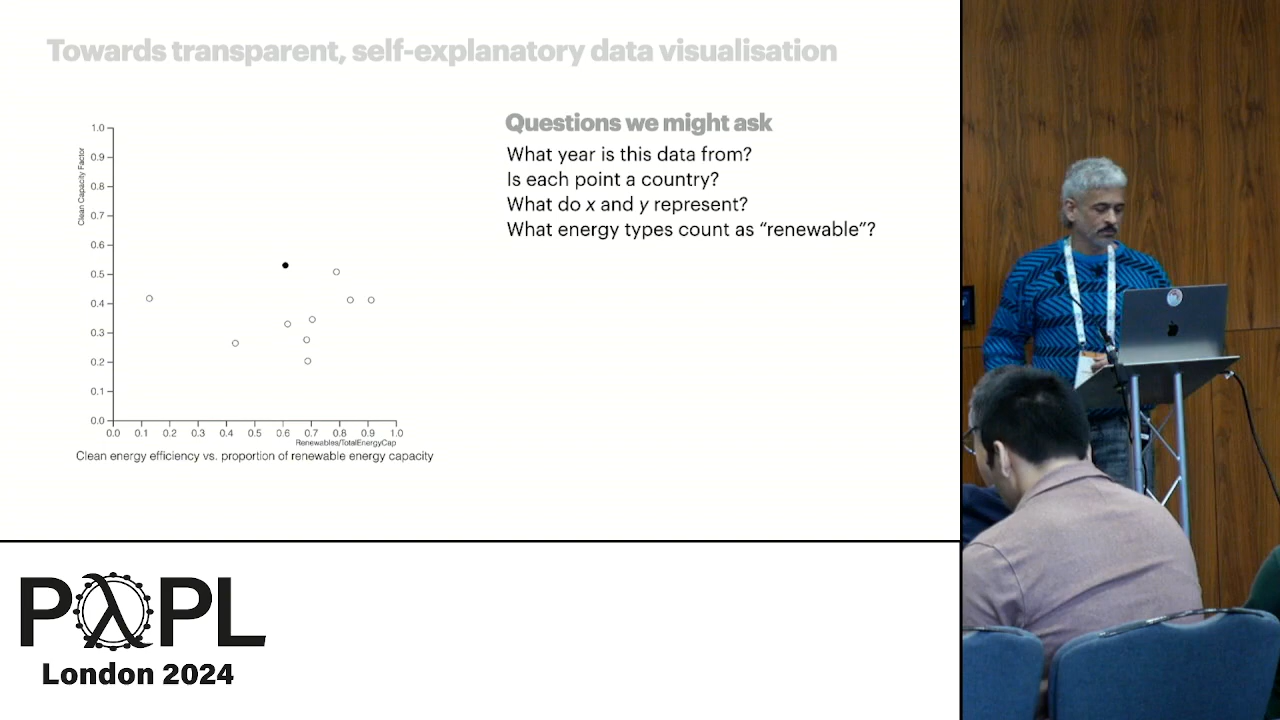 Towards transparent, self-explanatory data visualisation
Questions we might ask
What year is this data from?
Is each point a country?
What do x and y represent?
What energy types count as “renewable”?
Clean Capacity Factor
1.0
0.9
0.8
0.7
0.6
0.5
0.4
0.3
0.2
0.1
0.0
0.0 0.1 0.2 0.3 0.4 0.5 0.6 0.7 0.8 0.9 1.0
Renewables/TotalEnergyCap
Clean energy efficiency vs. proportion of renewable energy capacity
PλPL
London 2024